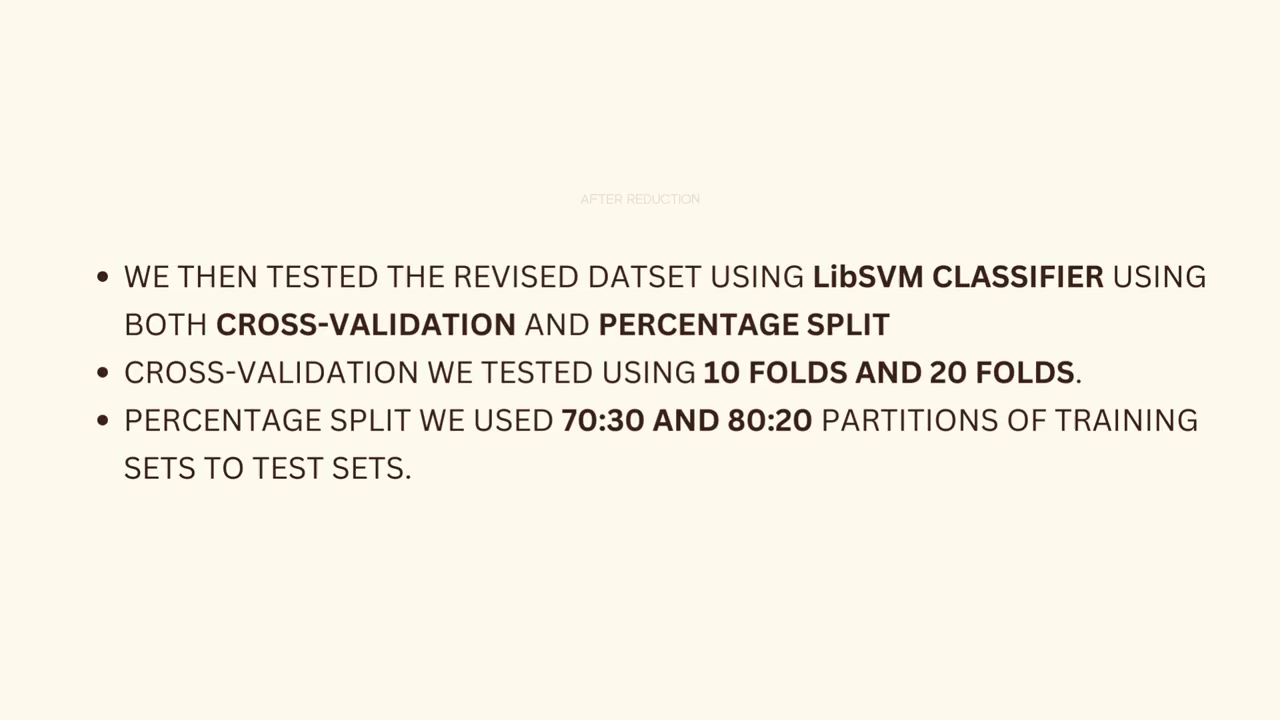 AFTER REDUCTION
• WE THEN TESTED THE REVISED DATSET USING LibSVM CLASSIFIER USING
BOTH CROSS-VALIDATION AND PERCENTAGE SPLIT
• CROSS-VALIDATION WE TESTED USING 10 FOLDS AND 20 FOLDS.
• PERCENTAGE SPLIT WE USED 70:30 AND 80:20 PARTITIONS OF TRAINING
SETS TO TEST SETS.